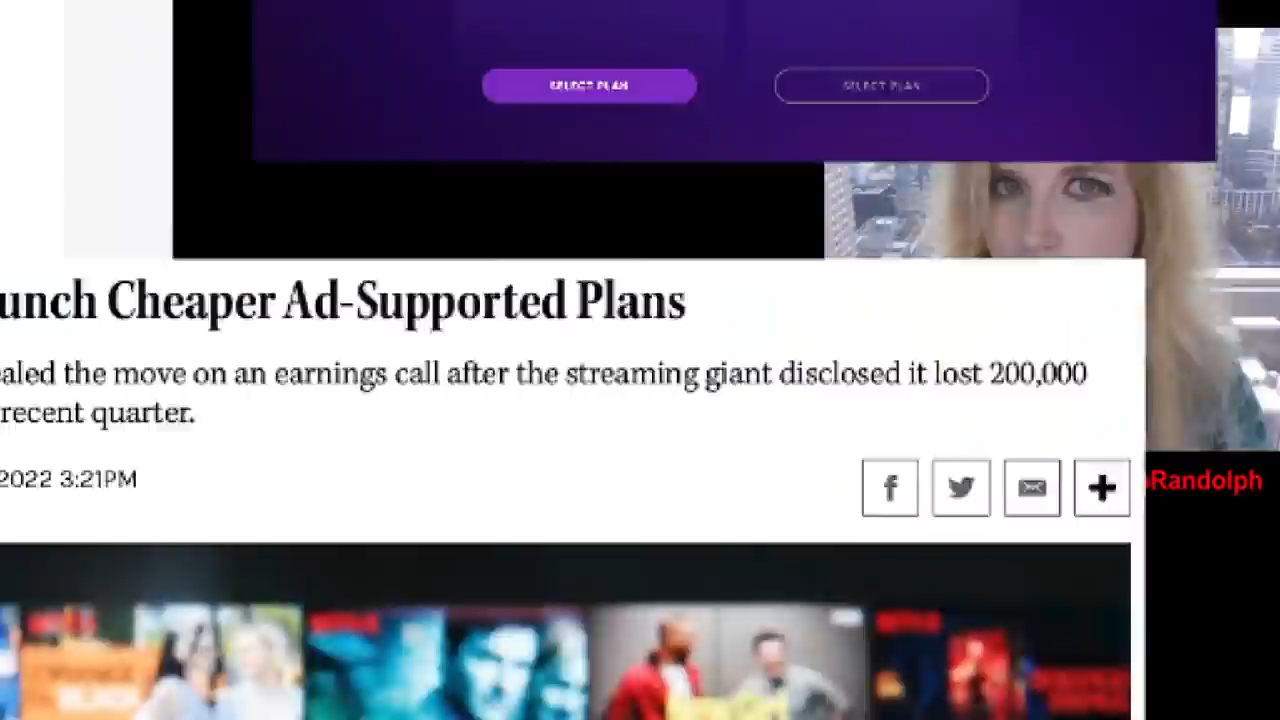 SELECT PLAN SELECT PLAN
unch Cheaper Ad-Supported Plans
aled the move on an earnings call after the streaming giant disclosed it lost 200,000
recent quarter.
2022 3:21PM
Randolph